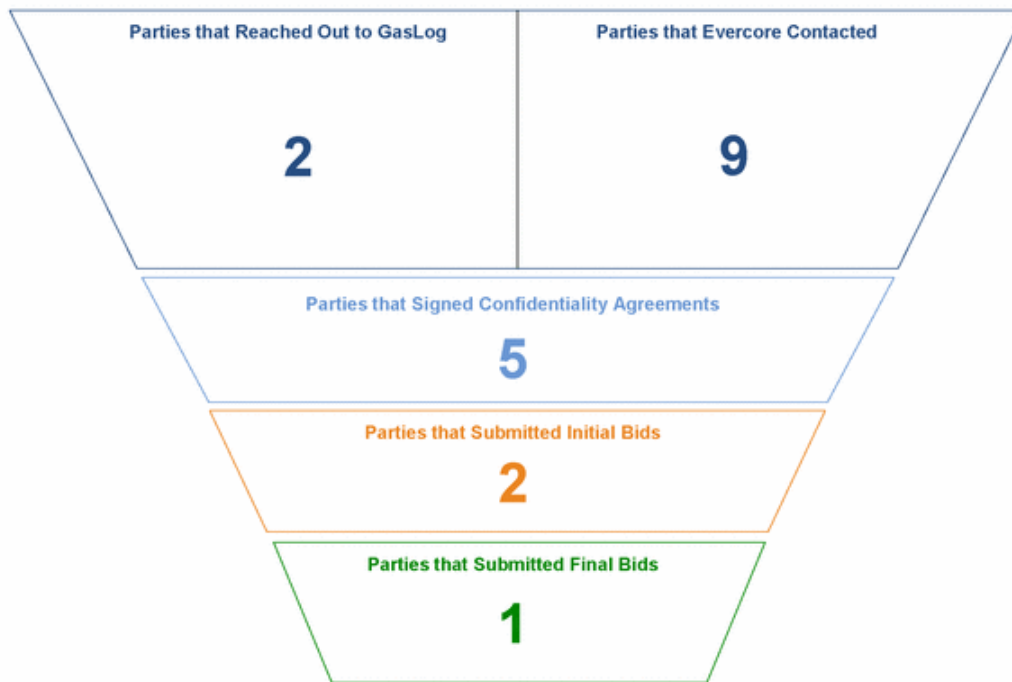 Parties that Reached Out to GasLog
Parties that Evercore Contacted
2
9
Parties that Signed Confidentiality Agreements
5
Parties that Submitted Initial Bids
2
Parties that Submitted Final Bids
1